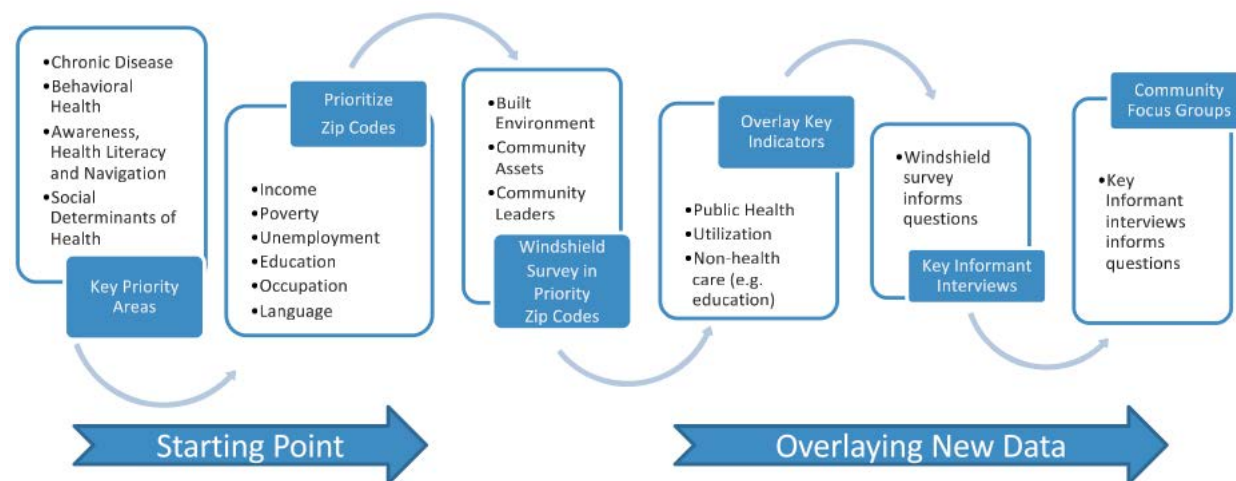 •Chronic Disease
•Behavioral
Health
•Awareness,
Health Literacy
and Navigation
•Social
Determinants of
Health
Key Priority
Areas
Prioritize
Zip Codes
•Income
•Poverty
•Unemployment
•Education
•Occupation
•Language
•Built
Environment
•Community
Assets
•Community
Leaders
Windshield
Survey in
Priority
Zip Codes
Overlay Key
Indicators
•Public Health
•Utilization
•Non-health
care (e.g.
education)
•Windshield
survey
informs
questions
Key Informant
Interviews
Community
Focus Groups
•Key
Informant
interviews
informs
questions
Starting Point
Overlaying New Data